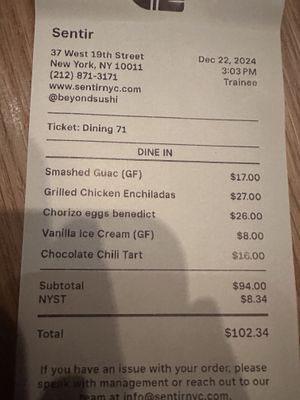 Sentir
37 West 19th Street
New York, NY 10011
(212) 871-3171
www.sentirnyc.com
@beyondsushi
Dec 22, 2024
3:03 PM
Trainee
Ticket: Dining 71
DINE IN
Smashed Guac (GF) $17.00
Grilled Chicken Enchiladas $27.00
Chorizo eggs benedict $26.00
Vanilla Ice Cream (GF) $8.00
Chocolate Chili Tart $16.00
Subtotal $94.00
NYST $8.34
Total $102.34
If you have an issue with your order, please
speak with management or reach out to our
team at info@sentirnyc.com.